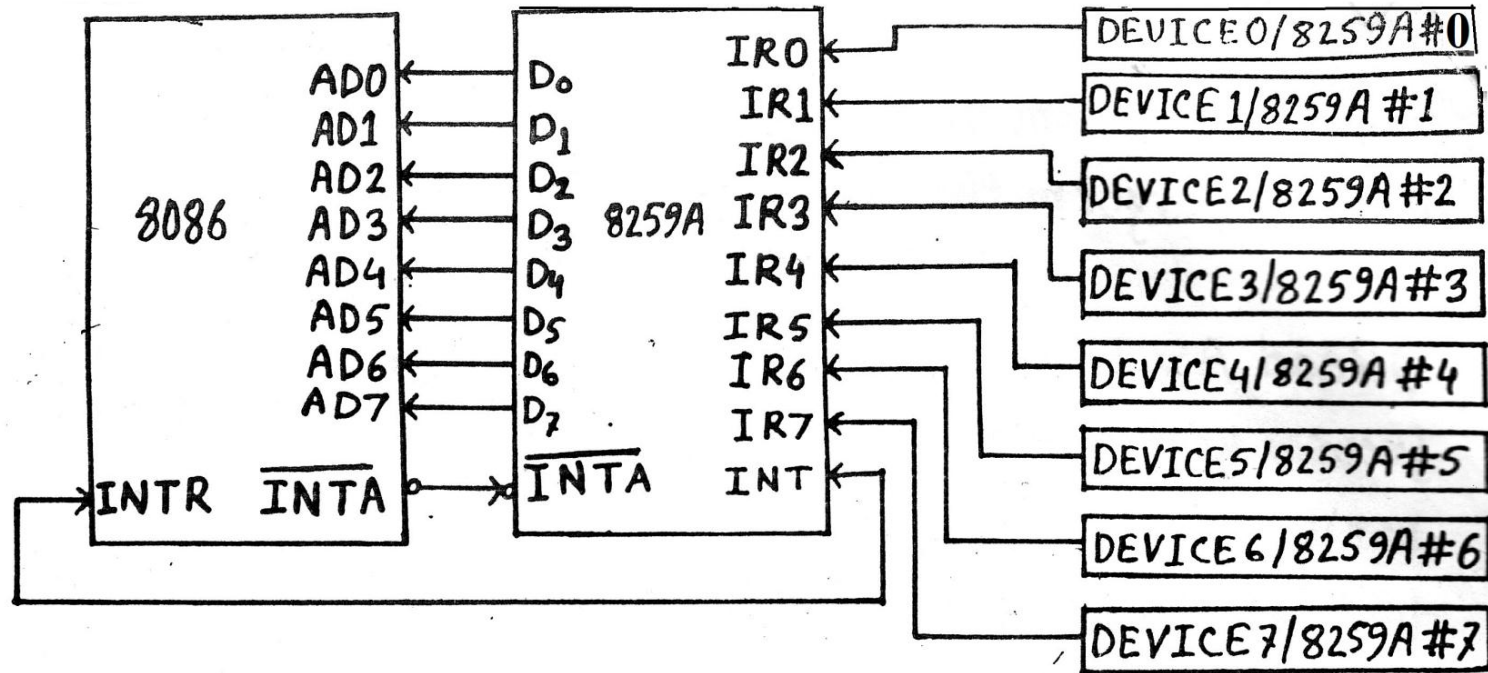 8086
AD0
AD1
AD2
AD3
AD4
AD5
AD6
AD7
INTR
INTA
8259A
D0
D1
D2
D3
D4
D5
D6
D7
INTA
IR0
IR1
IR2
IR3
IR4
IR5
IR6
IR7
INT
DEVICE0/8259A#0
DEVICE1/8259A#1
DEVICE2/8259A#2
DEVICE3/8259A#3
DEVICE4/8259A#4
DEVICE5/8259A#5
DEVICE6/8259A#6
DEVICE7/8259A#7